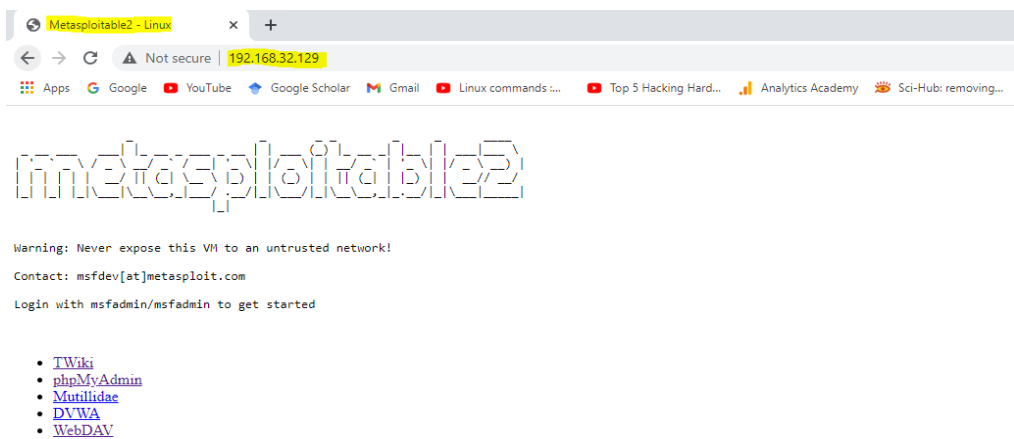 Metasploitable2 - Linux
Not secure | 192.168.32.129
Apps Google YouTube Google Scholar Gmail Linux commands :... Top 5 Hacking Hard... Analytics Academy Sci-Hub: removing...
metasploitable2
Warning: Never expose this VM to an untrusted network!
Contact: msfdev[at]metasploit.com
Login with msfadmin/msfadmin to get started
TWiki
phpMyAdmin
Mutillidae
DVWA
WebDAV